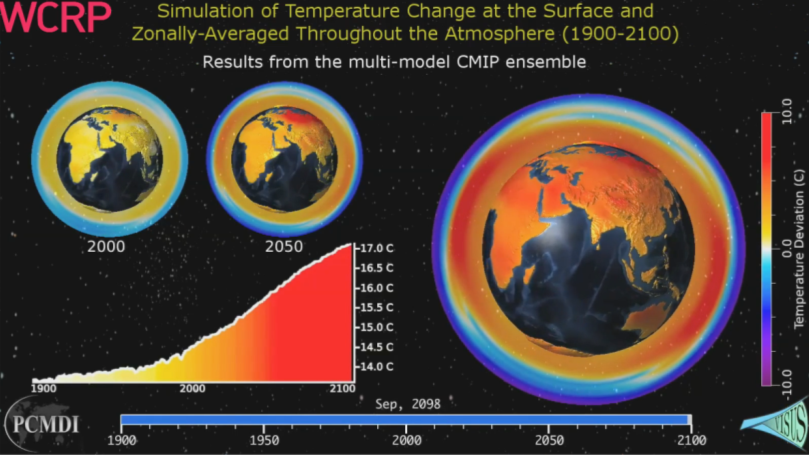 WCRP
Simulation of Temperature Change at the Surface and
Zonally-Averaged Throughout the Atmosphere (1900-2100)
Results from the multi-model CMIP ensemble
2000
2050
17.0 C
16.5 C
16.0 C
15.5 C
15.0 C
14.5 C
14.0 C
1900
2000
2100
10.0
0.0
-10.0
Temperature Deviation (C)
Sep, 2098
PCMDI
1900
1950
2000
2050
2100
VISUS